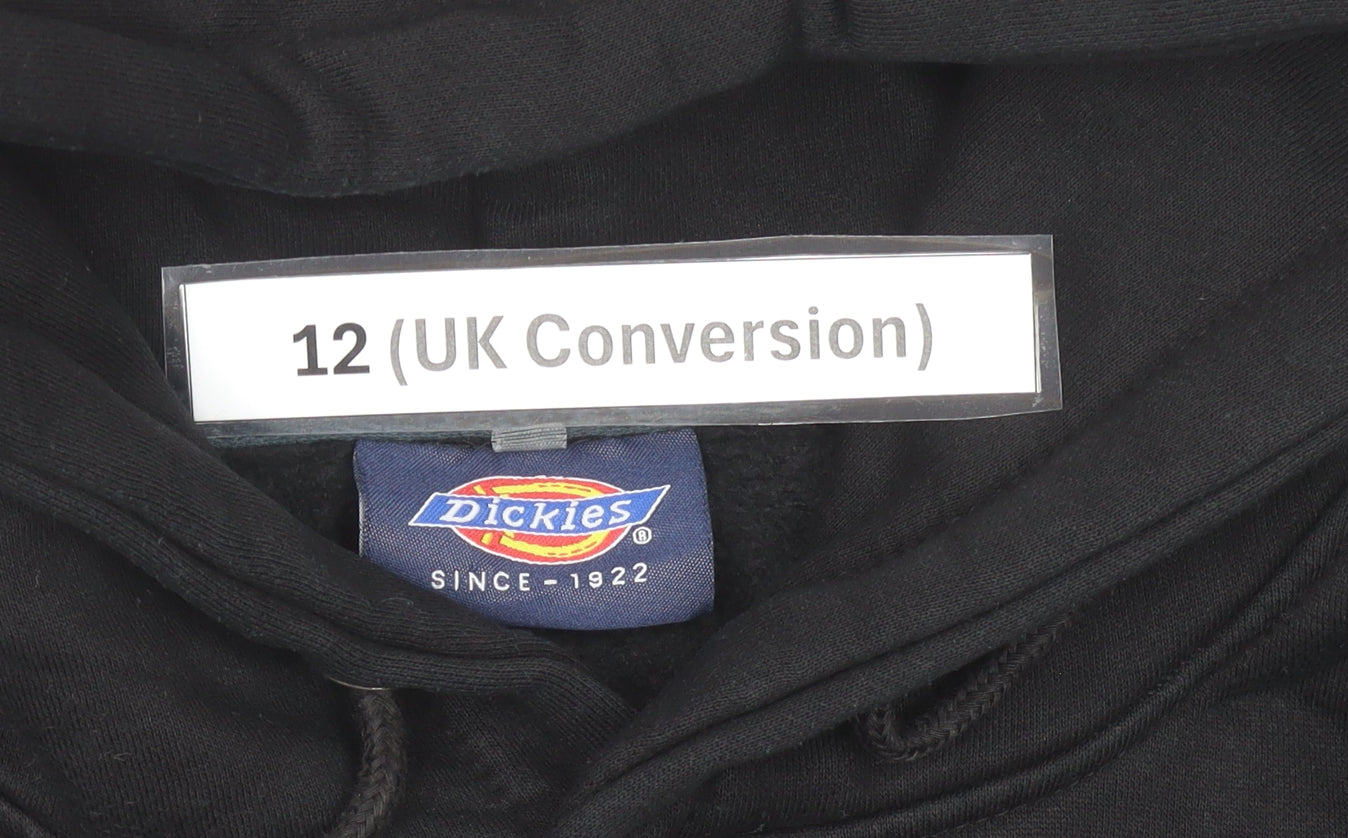 12 (UK Conversion)
Dickies®
SINCE-1922